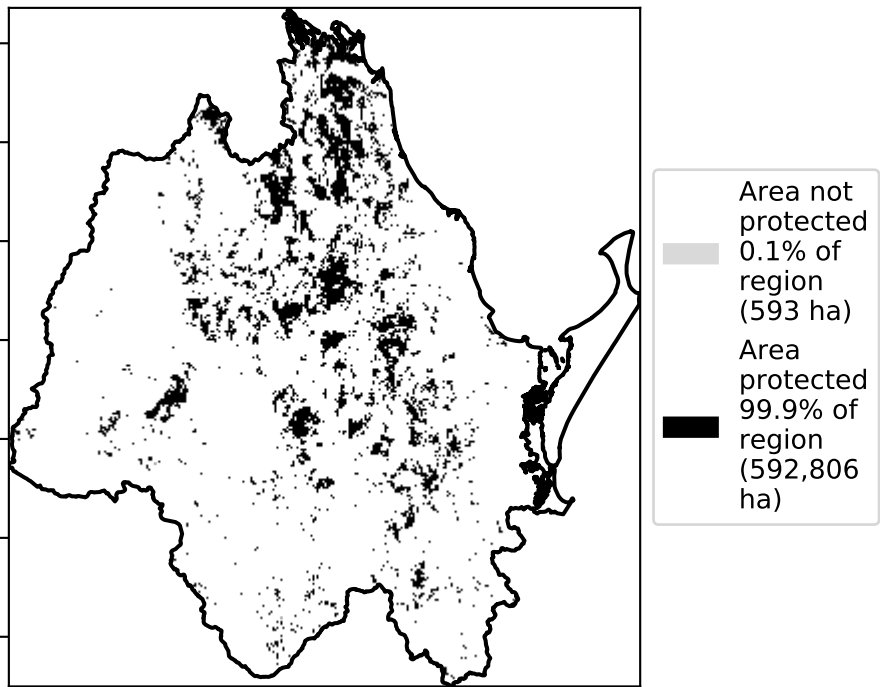 Area not
protected
0.1% of
region
(593 ha)
Area
protected
99.9% of
region
(592,806
ha)